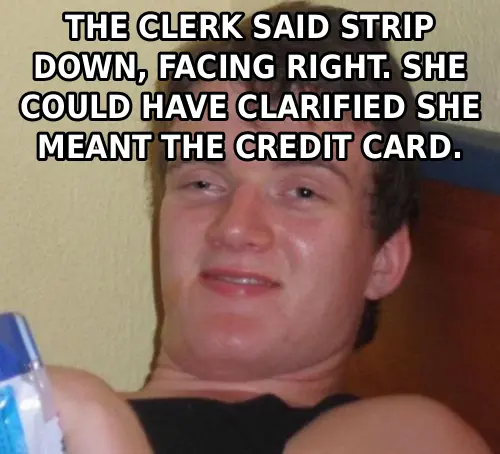 THE CLERK SAID STRIP
DOWN, FACING RIGHT. SHE
COULD HAVE CLARIFIED SHE
MEANT THE CREDIT CARD.